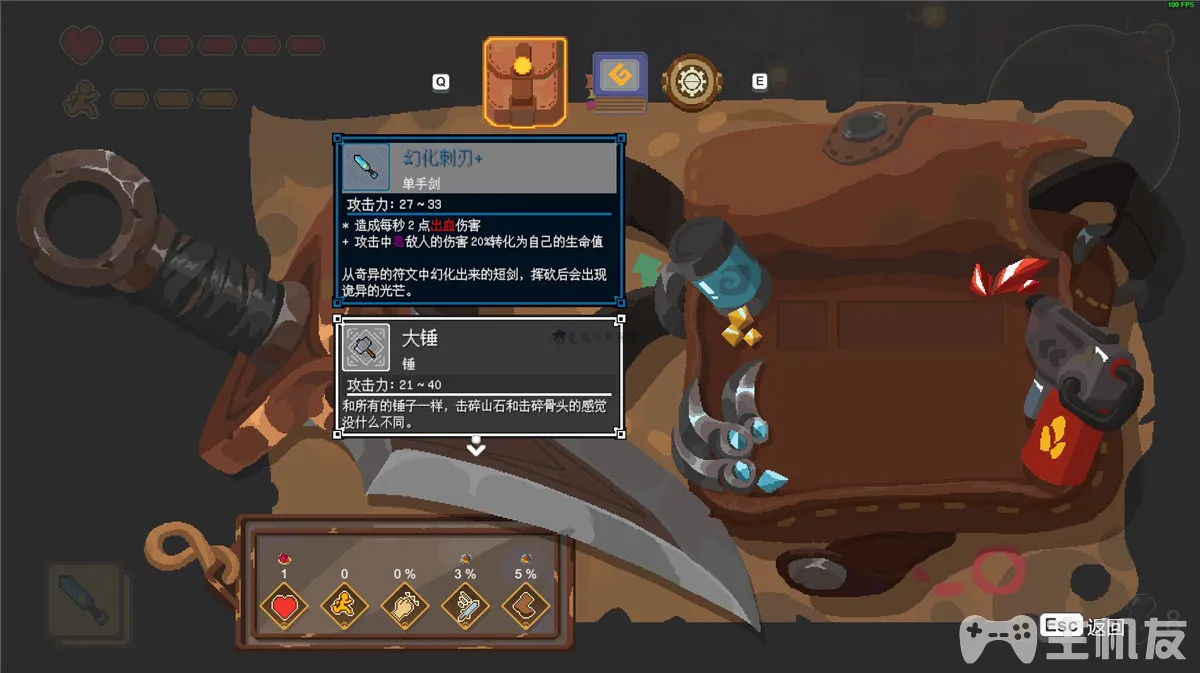 100 FPS
Q
E
幻化刺刃+
单手剑
攻击力: 27 ~ 33
* 造成每秒 2 点出血伤害
+ 攻击中毒敌人的伤害 20%转化为自己的生命值
从奇异的符文中幻化出来的短剑，挥砍后会出现
诡异的光芒。
大锤
锤
攻击力: 21 ~ 40
和所有的锤子一样，击碎山石和击碎骨头的感觉
没什么不同。
1
0
0 %
3 %
5 %
Esc 返回
主机友